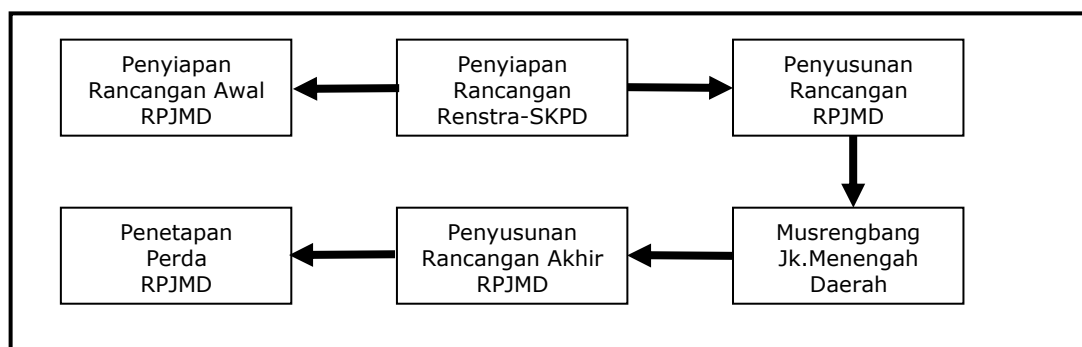 Penyiapan
Rancangan Awal
RPJMD
Penyiapan
Rancangan
Renstra-SKPD
Penyusunan
Rancangan
RPJMD
Penetapan
Perda
RPJMD
Penyusunan
Rancangan Akhir
RPJMD
Musrengbang
Jk.Menengah
Daerah